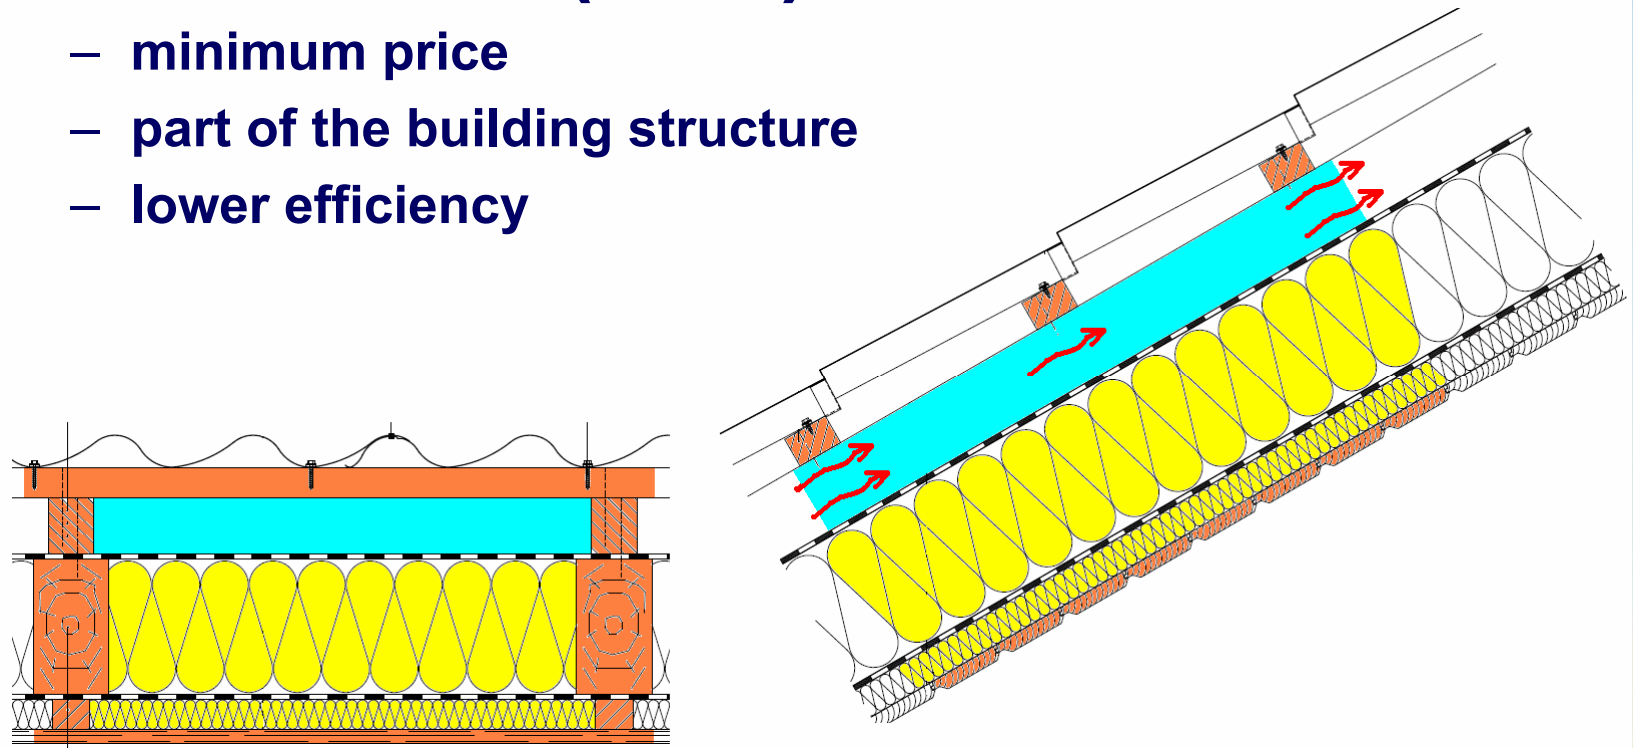 – minimum price
– part of the building structure
– lower efficiency